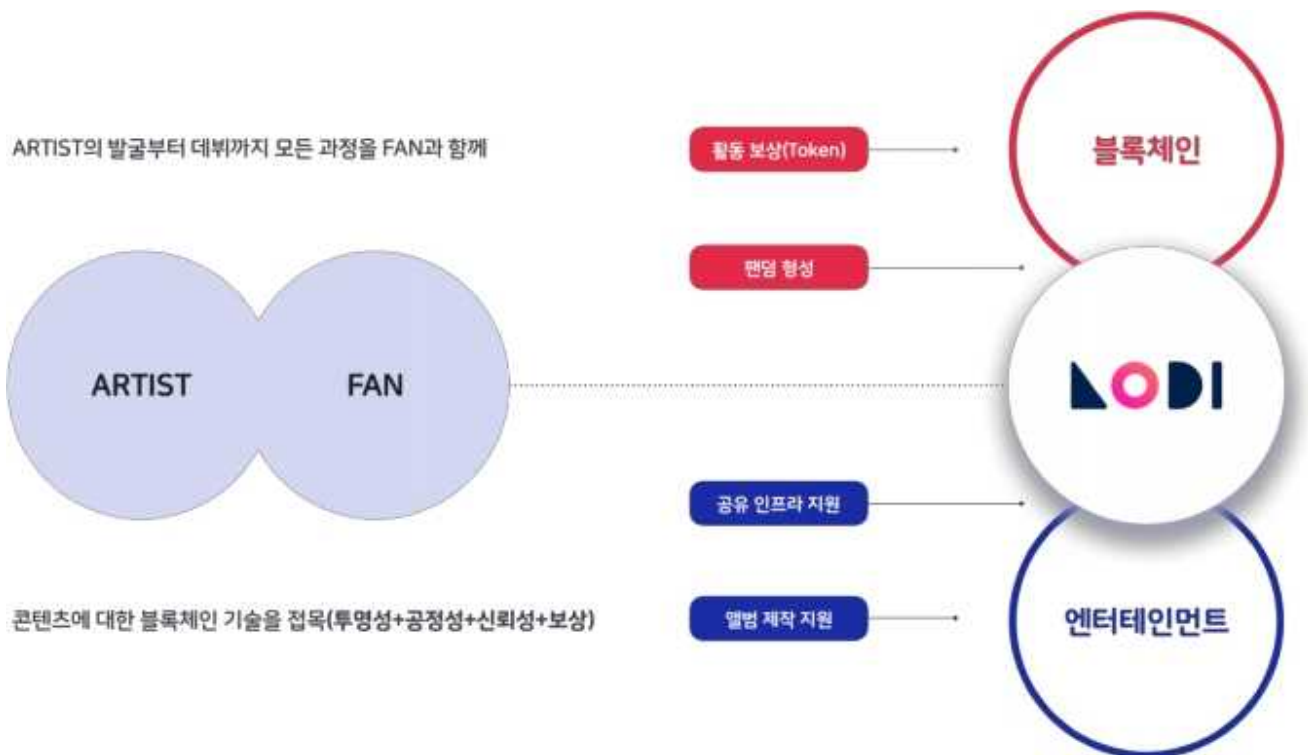 ARTIST의 발굴부터 데뷔까지 모든 과정을 FAN과 함께
활동 보상(Token)
블록체인
팬덤 형성
ARTIST
FAN
LODI
공유 인프라 지원
콘텐츠에 대한 블록체인 기술을 접목(투명성+공정성+신뢰성+보상)
앨범 제작 지원
엔터테인먼트